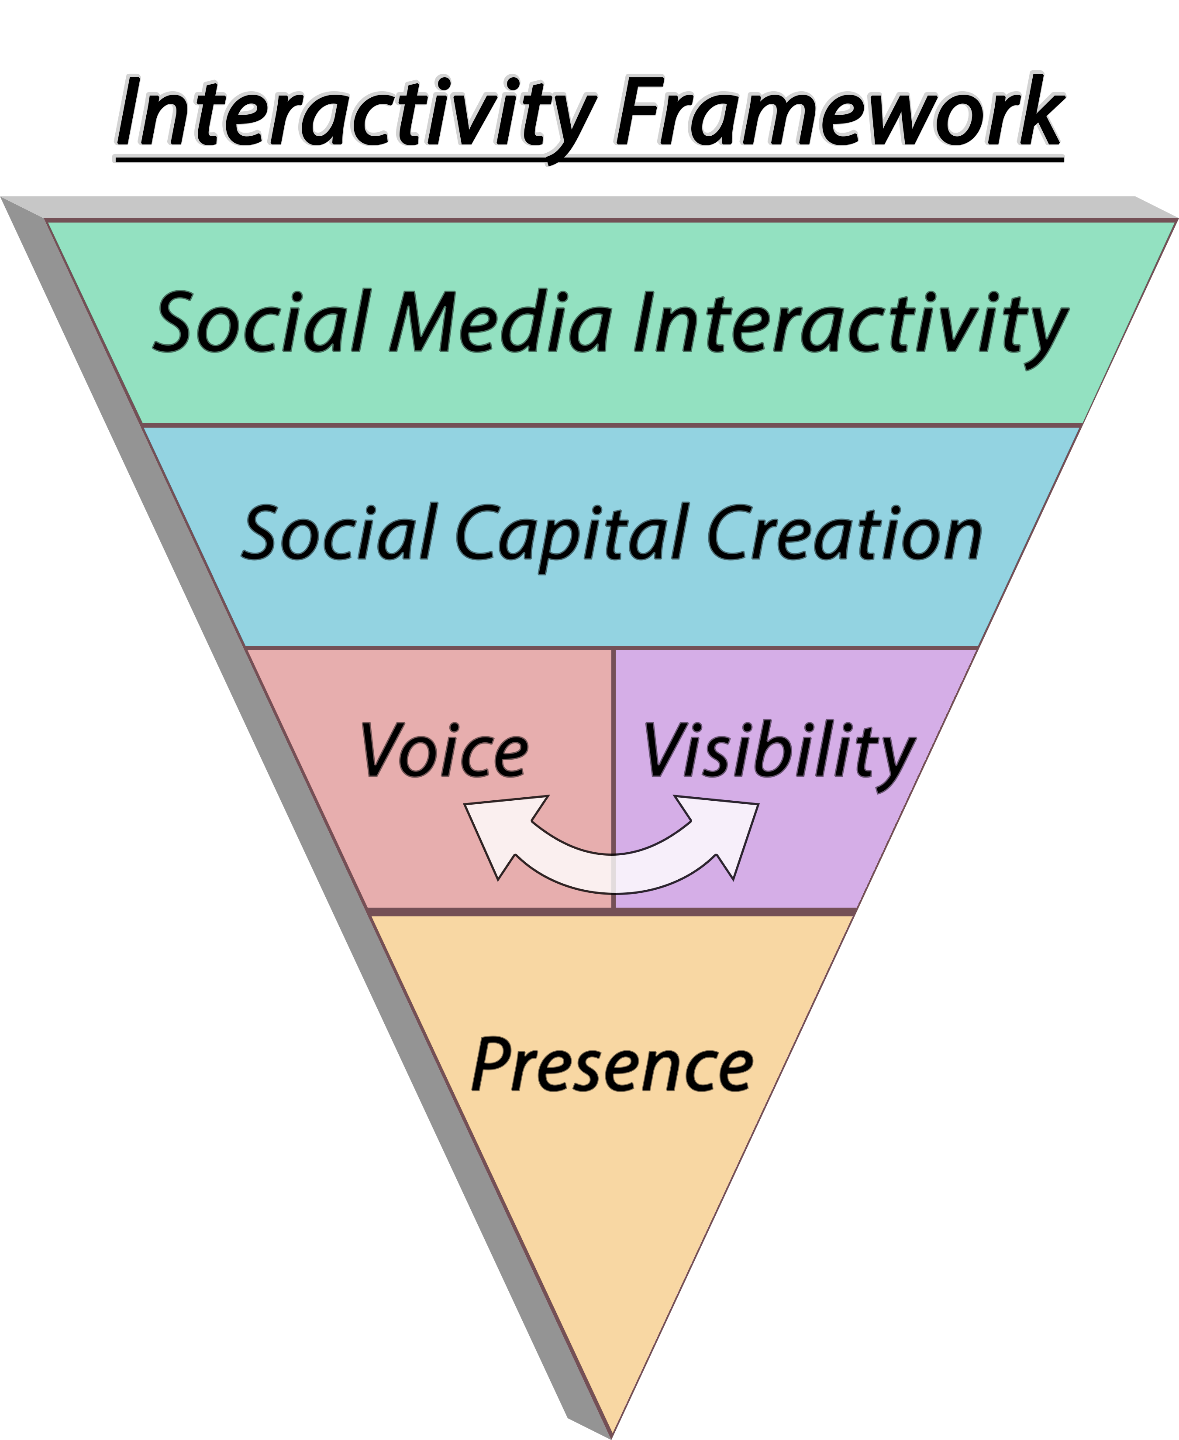 Interactivity Framework
Social Media Interactivity
Social Capital Creation
Voice
Visibility
Presence